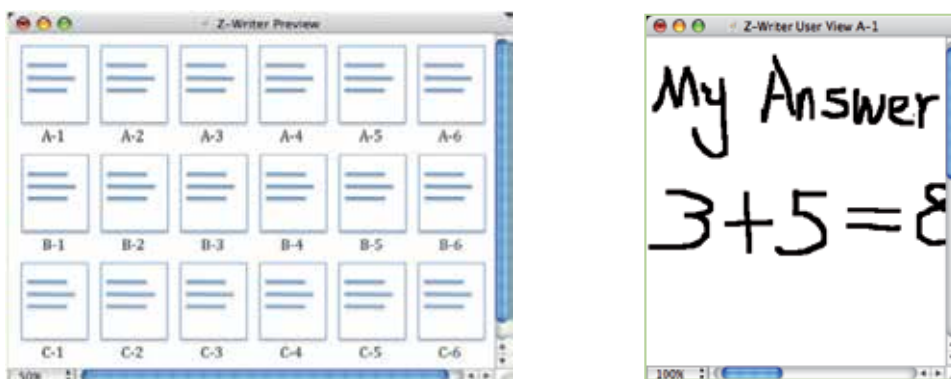 Z-Writer Preview
A-1 A-2 A-3 A-4 A-5 A-6
B-1 B-2 B-3 B-4 B-5 B-6
C-1 C-2 C-3 C-4 C-5 C-6
50%
Z-Writer User View A-1
My Answer
3+5=8
100%